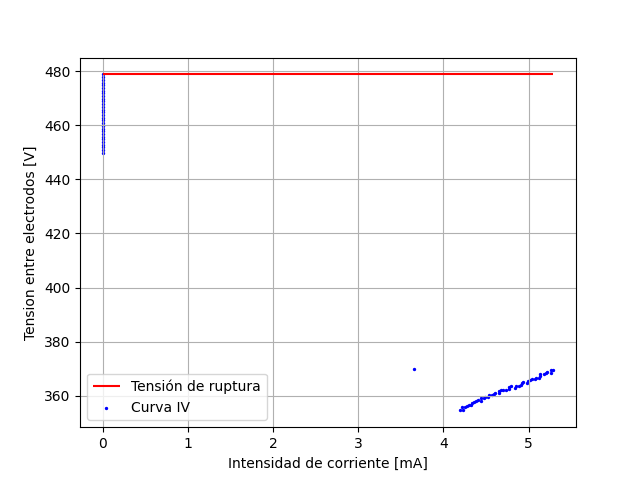 480
460
440
420
400
380
360
Tension entre electrodos [V]
Tensión de ruptura
Curva IV
0 1 2 3 4 5
Intensidad de corriente [mA]